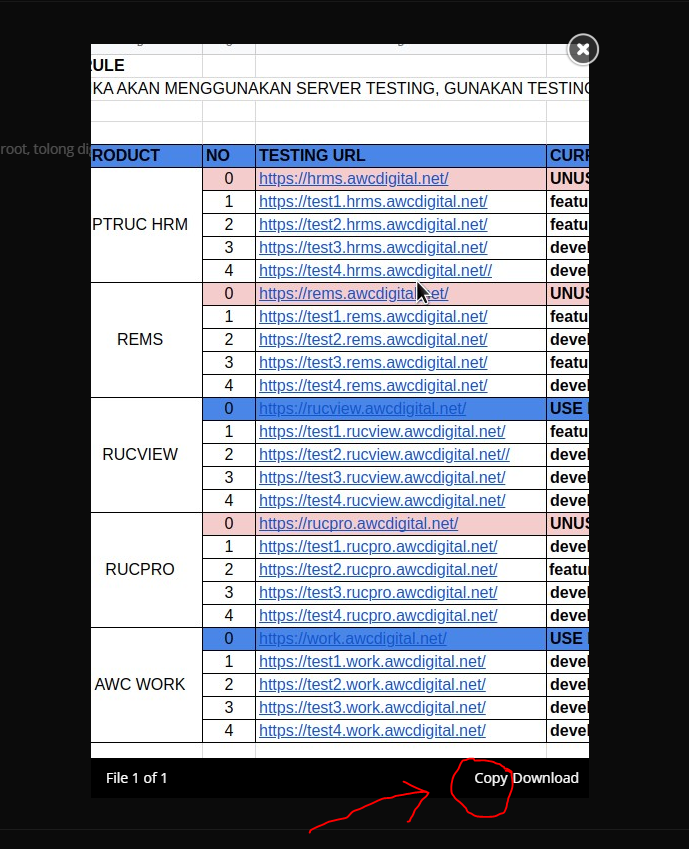 RULE
KA AKAN MENGGUNAKAN SERVER TESTING, GUNAKAN TESTING
root, tolong di
RODUCT NO TESTING URL CURR
0 https://hrms.awcdigital.net/ UNUS
1 https://test1.hrms.awcdigital.net/ featu
PTRUC HRM 2 https://test2.hrms.awcdigital.net/ featu
3 https://test3.hrms.awcdigital.net/ devel
4 https://test4.hrms.awcdigital.net// devel
0 https://rems.awcdigital.net/ UNUS
1 https://test1.rems.awcdigital.net/ featu
REMS 2 https://test2.rems.awcdigital.net/ devel
3 https://test3.rems.awcdigital.net/ featu
4 https://test4.rems.awcdigital.net/ devel
0 https://rucview.awcdigital.net/ USE
1 https://test1.rucview.awcdigital.net/ featu
RUCVIEW 2 https://test2.rucview.awcdigital.net// devel
3 https://test3.rucview.awcdigital.net/ devel
4 https://test4.rucview.awcdigital.net/ devel
0 https://rucpro.awcdigital.net/ UNUS
1 https://test1.rucpro.awcdigital.net/ devel
RUCPRO 2 https://test2.rucpro.awcdigital.net/ featu
3 https://test3.rucpro.awcdigital.net/ devel
4 https://test4.rucpro.awcdigital.net/ devel
0 https://work.awcdigital.net/ USE
1 https://test1.work.awcdigital.net/ devel
AWC WORK 2 https://test2.work.awcdigital.net/ devel
3 https://test3.work.awcdigital.net/ devel
4 https://test4.work.awcdigital.net/ devel
File 1 of 1 Copy Download